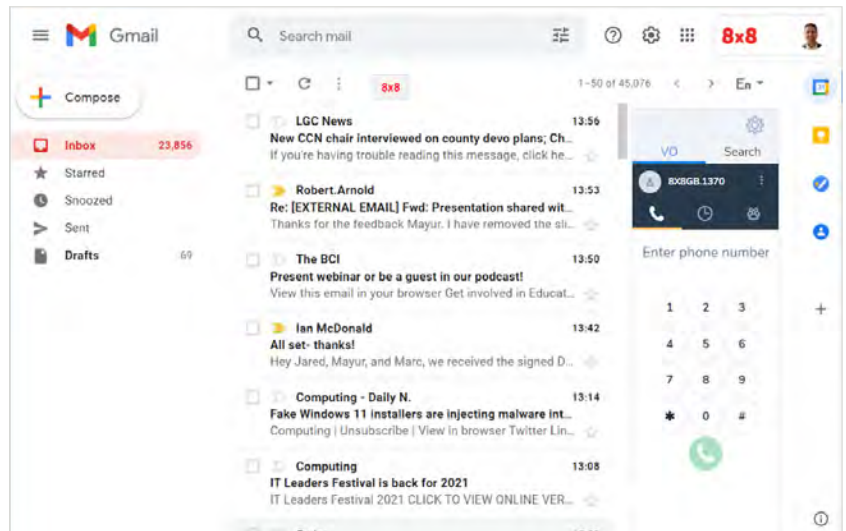 Gmail
Search mail
8x8
Compose
8x8
1-50 of 45,076
En
Inbox 23,856
Starred
Snoozed
Sent
Drafts 69
LGC News 13:56
New CCN chair interviewed on county devo plans; Ch...
If you're having trouble reading this message, click he...
Robert.Arnold 13:53
Re: [EXTERNAL EMAIL] Fwd: Presentation shared wit...
Thanks for the feedback Mayur. I have removed the sli...
The BCI 13:50
Present webinar or be a guest in our podcast!
View this email in your browser Get involved in Educat...
Ian McDonald 13:42
All set- thanks!
Hey Jared, Mayur, and Marc, we received the signed D...
Computing - Daily N. 13:14
Fake Windows 11 installers are injecting malware int...
Computing | Unsubscribe | View in browser Twitter Lin...
Computing 13:08
IT Leaders Festival is back for 2021
IT Leaders Festival 2021 CLICK TO VIEW ONLINE VER...
VO Search
8X8GB.1370
Enter phone number
1 2 3
4 5 6
7 8 9
* 0 #